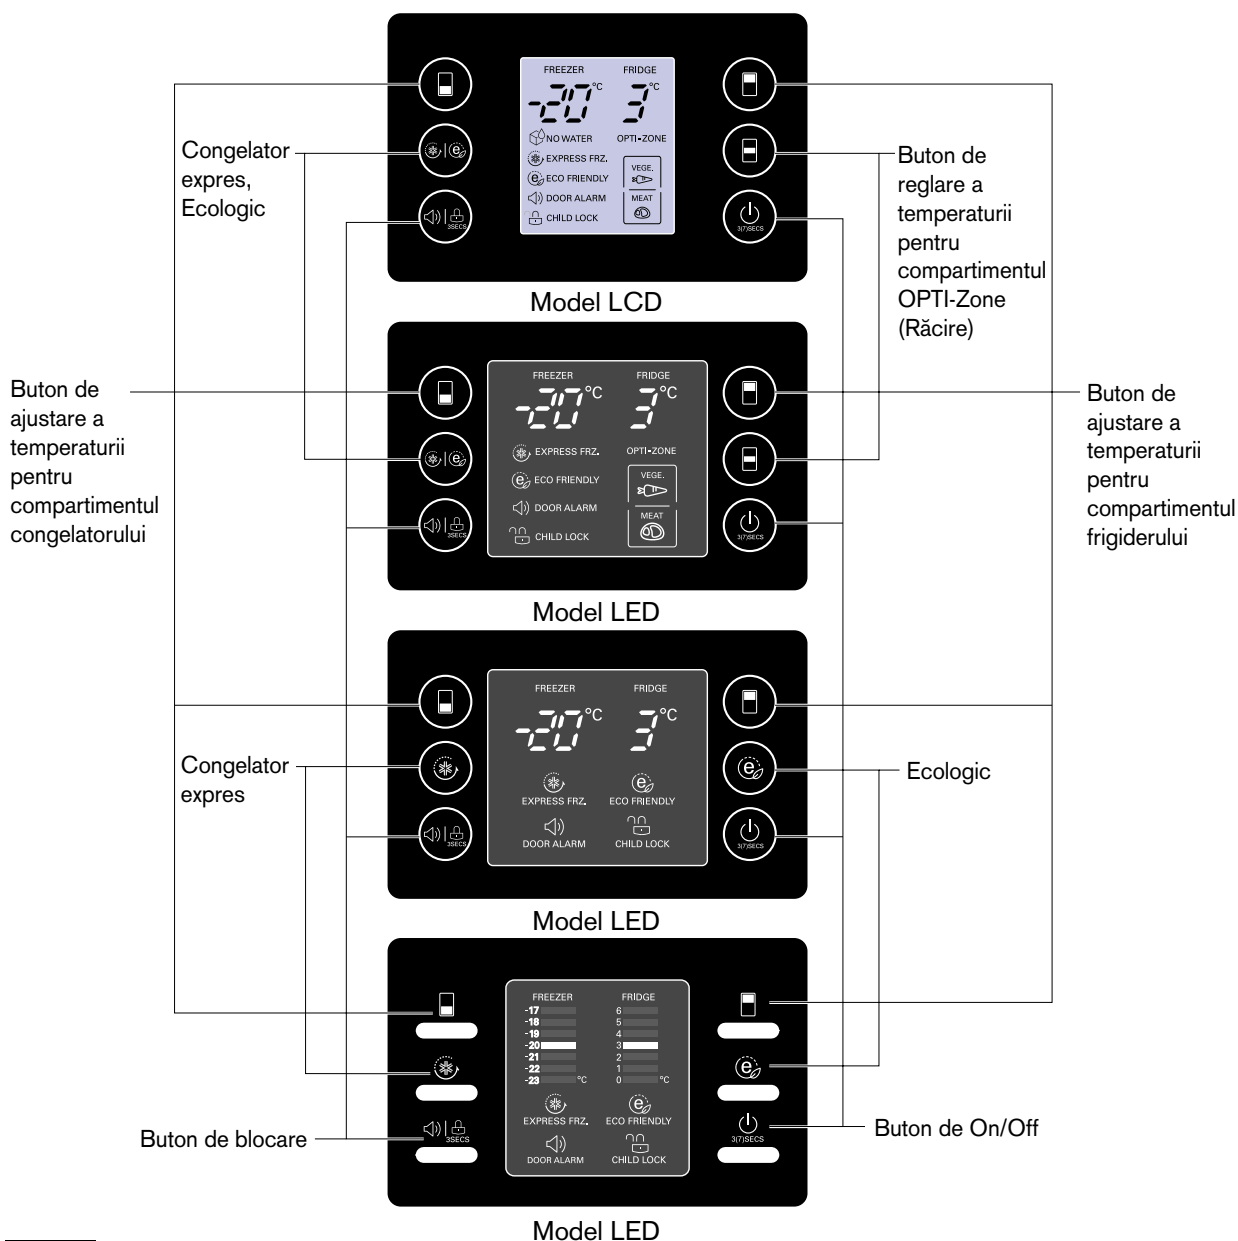 FREEZER FRIDGE
-20 °C 3 °C
NO WATER OPTI-ZONE
EXPRESS FRZ.
VEGE.
ECO FRIENDLY
DOOR ALARM
MEAT
CHILD LOCK
e
e
3SECS
3(7)SECS
Congelator
expres,
Ecologic
Buton de
reglare a
temperaturii
pentru
compartimentul
OPTI-Zone
(Răcire)
Model LCD
Buton de
ajustare a
temperaturii
pentru
compartimentul
congelatorului
FREEZER FRIDGE
-20 °C 3 °C
EXPRESS FRZ. OPTI-ZONE
e
e
ECO FRIENDLY
VEGE.
DOOR ALARM
MEAT
CHILD LOCK
3SECS
3(7)SECS
Buton de
ajustare a
temperaturii
pentru
compartimentul
frigiderului
Model LED
FREEZER FRIDGE
-20 °C 3 °C
e
e
EXPRESS FRZ. ECO FRIENDLY
DOOR ALARM CHILD LOCK
3SECS
3(7)SECS
Congelator
expres
Ecologic
Model LED
FREEZER FRIDGE
-17 6
-18 5
-19 4
-20 3
-21 2
-22 1
-23 °C 0 °C
e
e
EXPRESS FRZ. ECO FRIENDLY
DOOR ALARM CHILD LOCK
3SECS
3(7)SECS
Buton de blocare
Buton de On/Off
Model LED